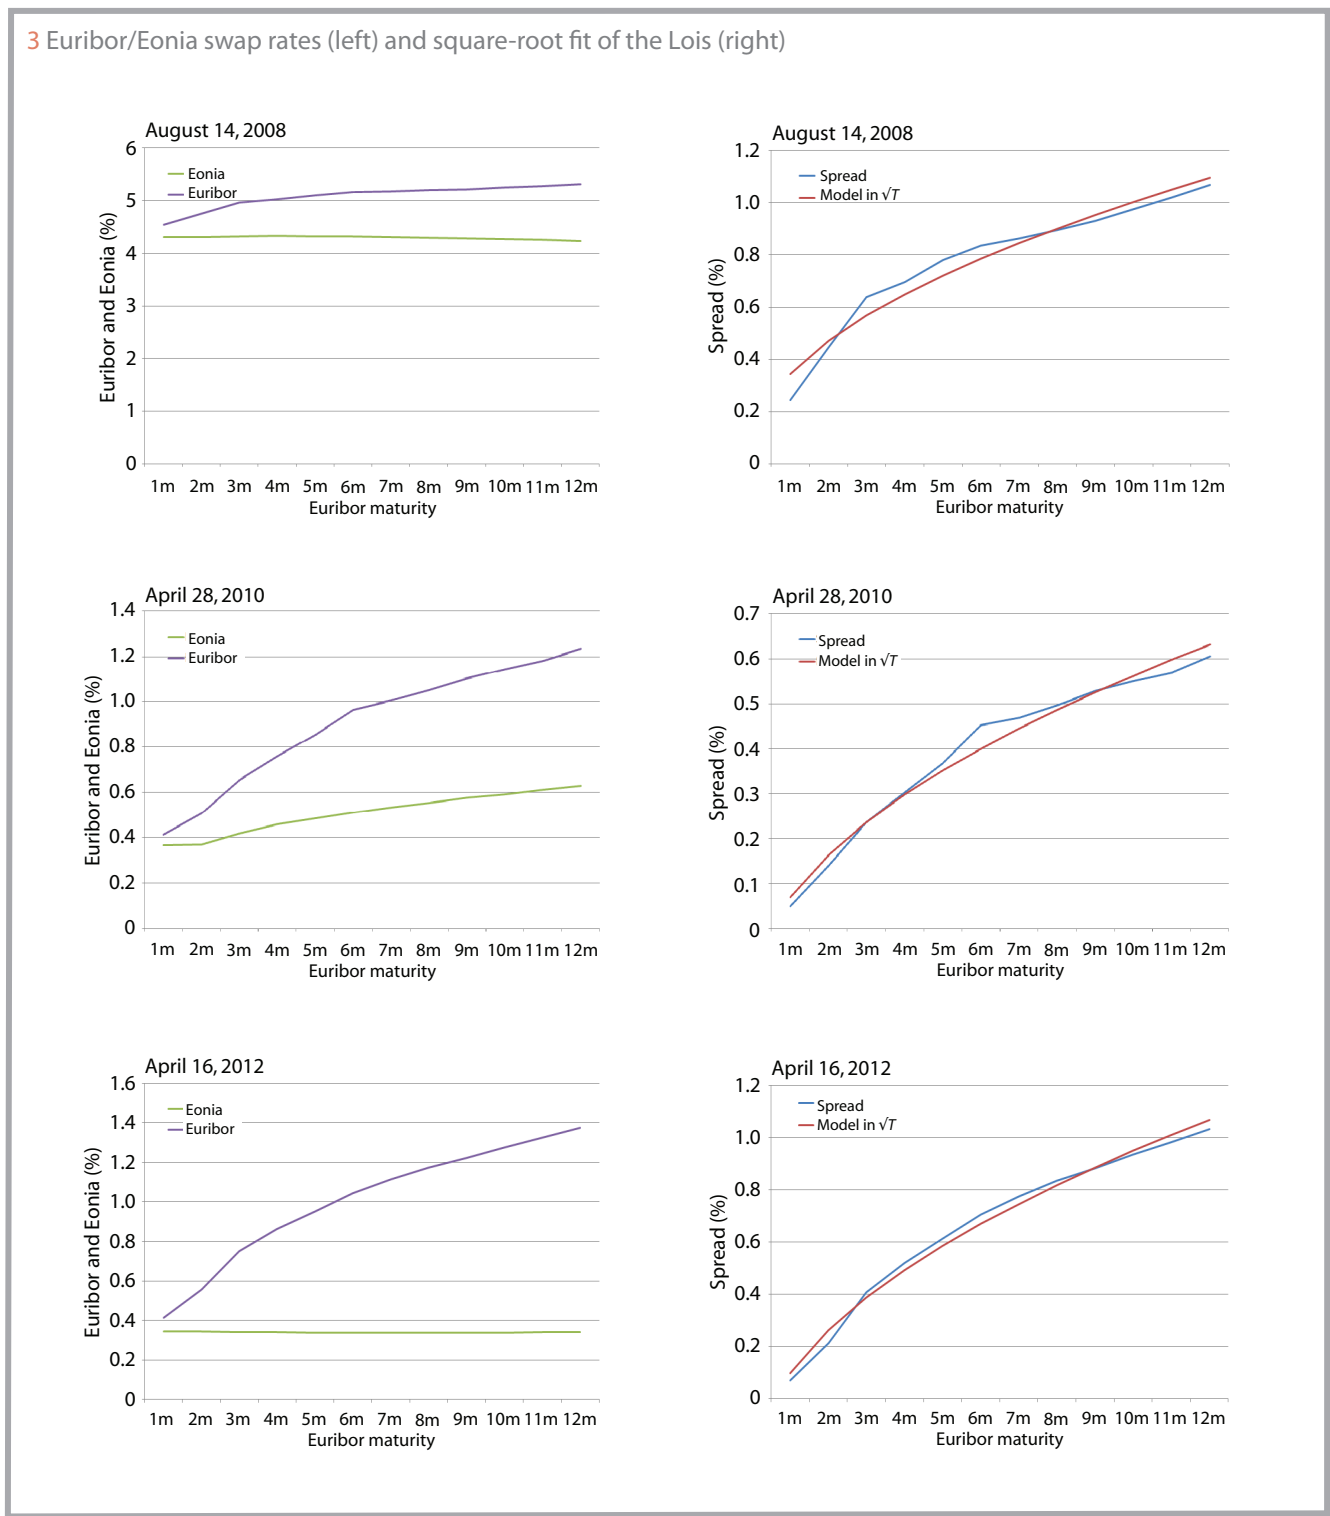 3 Euribor/Eonia swap rates (left) and square-root fit of the Lois (right)
August 14, 2008
Eonia
Euribor
Euribor and Eonia (%)
6
5
4
3
2
1
0
1m 2m 3m 4m 5m 6m 7m 8m 9m 10m 11m 12m
Euribor maturity
August 14, 2008
Spread
Model in √T
Spread (%)
1.2
1.0
0.8
0.6
0.4
0.2
0
1m 2m 3m 4m 5m 6m 7m 8m 9m 10m 11m 12m
Euribor maturity
April 28, 2010
Eonia
Euribor
Euribor and Eonia (%)
1.4
1.2
1.0
0.8
0.6
0.4
0.2
0
1m 2m 3m 4m 5m 6m 7m 8m 9m 10m 11m 12m
Euribor maturity
April 28, 2010
Spread
Model in √T
Spread (%)
0.7
0.6
0.5
0.4
0.3
0.2
0.1
0
1m 2m 3m 4m 5m 6m 7m 8m 9m 10m 11m 12m
Euribor maturity
April 16, 2012
Eonia
Euribor
Euribor and Eonia (%)
1.6
1.4
1.2
1.0
0.8
0.6
0.4
0.2
0
1m 2m 3m 4m 5m 6m 7m 8m 9m 10m 11m 12m
Euribor maturity
April 16, 2012
Spread
Model in √T
Spread (%)
1.2
1.0
0.8
0.6
0.4
0.2
0
1m 2m 3m 4m 5m 6m 7m 8m 9m 10m 11m 12m
Euribor maturity